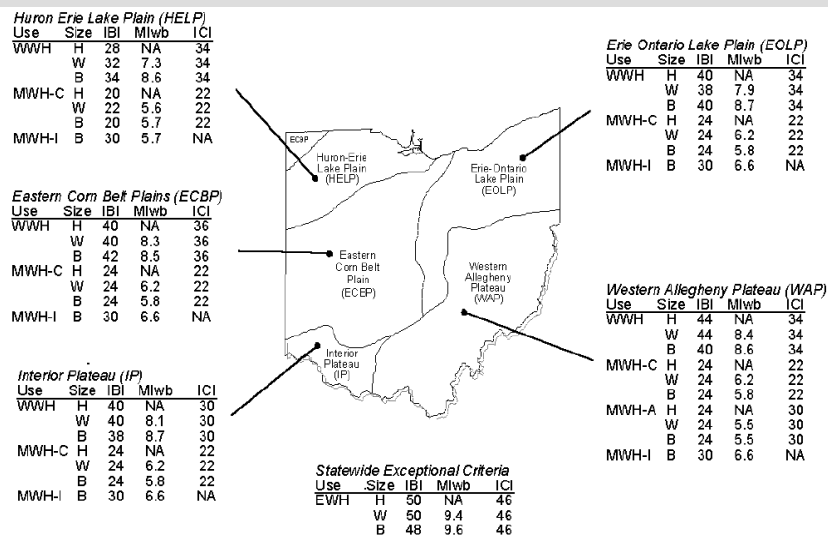 Huron Erie Lake Plain (HELP)
Use Size IBI MIwb ICI
WWH H 28 NA 34
W 32 7.3 34
B 34 8.6 34
MWH-C H 20 NA 22
W 22 5.6 22
B 20 5.7 22
MWH-I B 30 5.7 NA
Eastern Corn Belt Plains (ECBP)
Use Size IBI MIwb ICI
WWH H 40 NA 36
W 40 8.3 36
B 42 8.5 36
MWH-C H 24 NA 22
W 24 6.2 22
B 24 5.8 22
MWH-I B 30 6.6 NA
Interior Plateau (IP)
Use Size IBI MIwb ICI
WWH H 40 NA 30
W 40 8.1 30
B 38 8.7 30
MWH-C H 24 NA 22
W 24 6.2 22
B 24 5.8 22
MWH-I B 30 6.6 NA
ECBP
Huron-Erie
Lake Plain
(HELP)
Erie-Ontario
Lake Plain
(EOLP)
Eastern
Corn Belt
Plain
(ECBP)
Western
Allegheny
Plateau
(WAP)
Interior
Plateau
(IP)
Erie Ontario Lake Plain (EOLP)
Use Size IBI MIwb ICI
WWH H 40 NA 34
W 38 7.9 34
B 40 8.7 34
MWH-C H 24 NA 22
W 24 6.2 22
B 24 5.8 22
MWH-I B 30 6.6 NA
Western Allegheny Plateau (WAP)
Use Size IBI MIwb ICI
WWH H 44 NA 34
W 44 8.4 34
B 40 8.6 34
MWH-C H 24 NA 22
W 24 6.2 22
B 24 5.8 22
MWH-A H 24 NA 30
W 24 5.5 30
B 24 5.5 30
MWH-I B 30 6.6 NA
Statewide Exceptional Criteria
Use Size IBI MIwb ICI
EWH H 50 NA 46
W 50 9.4 46
B 48 9.6 46